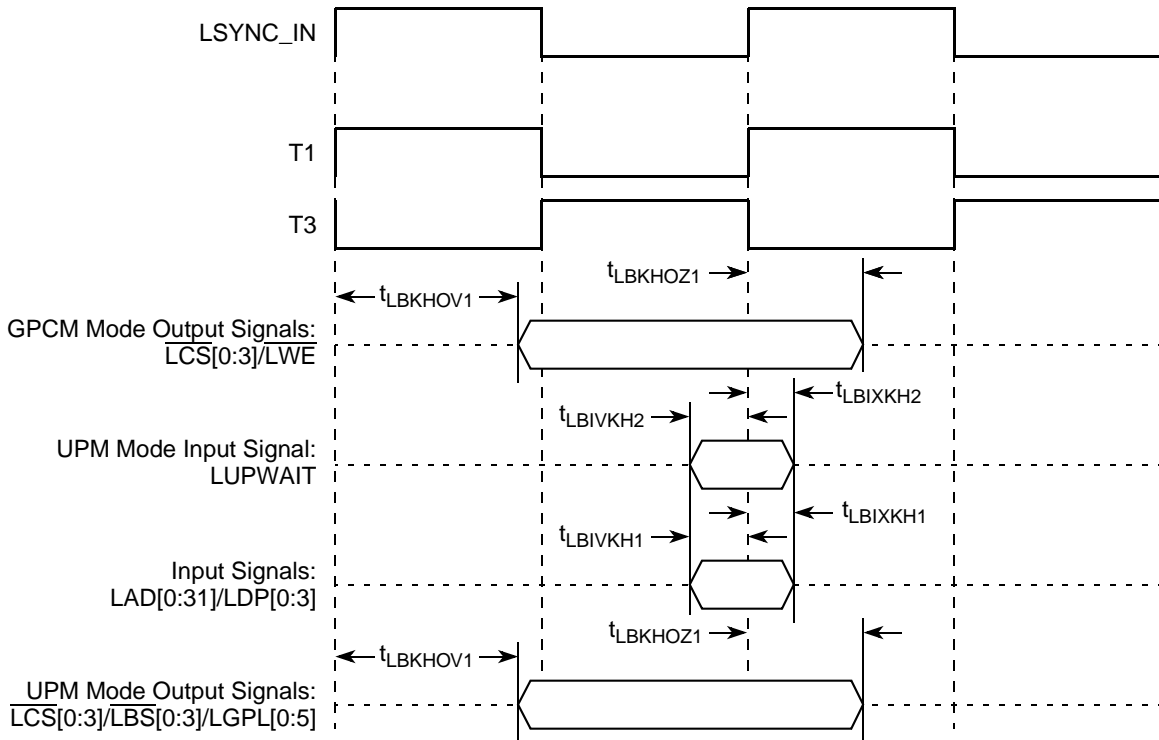 LSYNC_IN
T1
T3
tLBKHOZ1
tLBKHOV1
GPCM Mode Output Signals:
LCS[0:3]/LWE
tLBIXKH2
tLBIVKH2
UPM Mode Input Signal:
LUPWAIT
tLBIXKH1
tLBIVKH1
Input Signals:
LAD[0:31]/LDP[0:3]
tLBKHOZ1
tLBKHOV1
UPM Mode Output Signals:
LCS[0:3]/LBS[0:3]/LGPL[0:5]